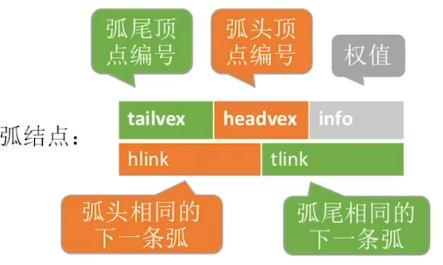 弧尾顶
点编号
弧头顶
点编号
权值
弧结点：
tailvex headvex info
hlink tlink
弧头相同的
下一条弧
弧尾相同的
下一条弧